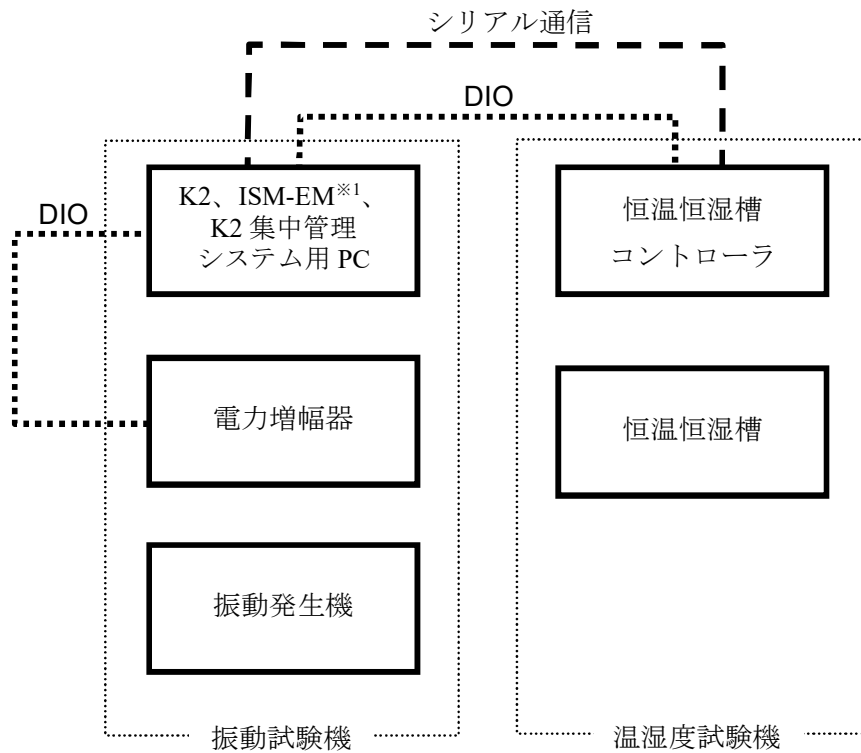 シリアル通信
DIO
DIO
K2、ISM-EM※1、
K2 集中管理
システム用 PC
恒温恒湿槽
コントローラ
電力増幅器
恒温恒湿槽
振動発生機
振動試験機
温湿度試験機